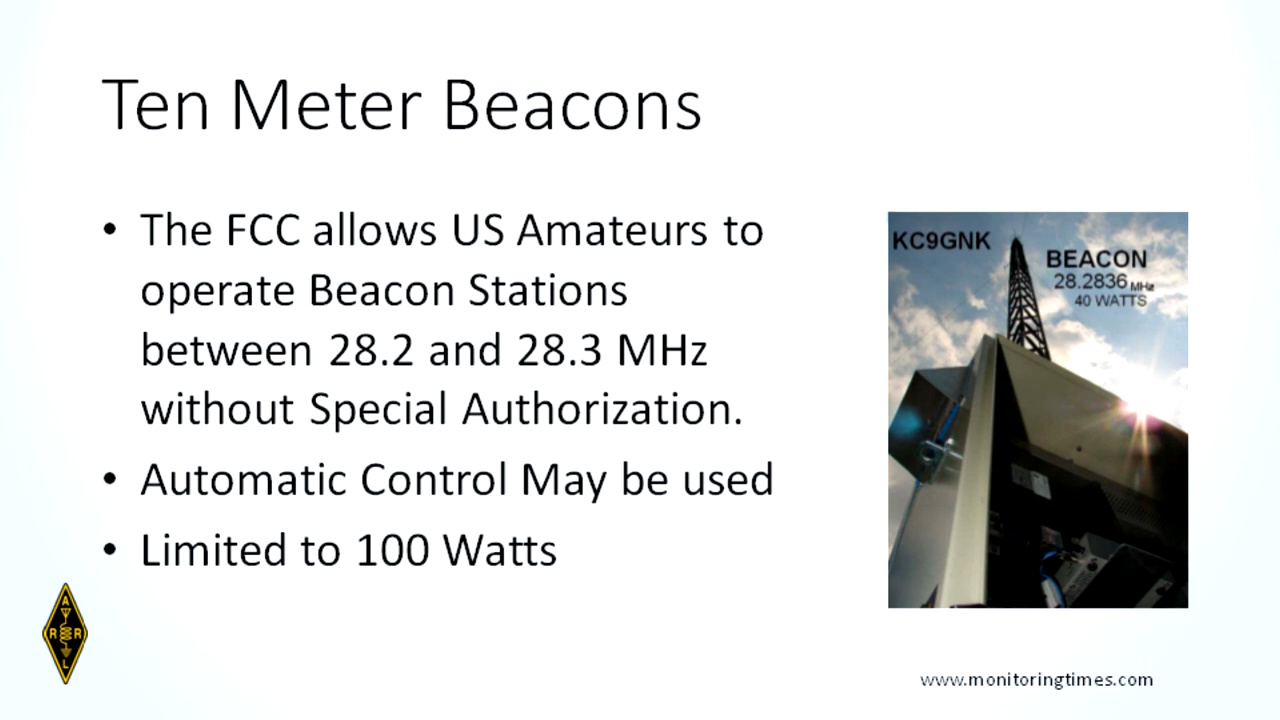 Ten Meter Beacons
• The FCC allows US Amateurs to
operate Beacon Stations
between 28.2 and 28.3 MHz
without Special Authorization.
• Automatic Control May be used
• Limited to 100 Watts
KC9GNK
BEACON
28.2836 MHz
40 WATTS
A
R R
L
www.monitoringtimes.com